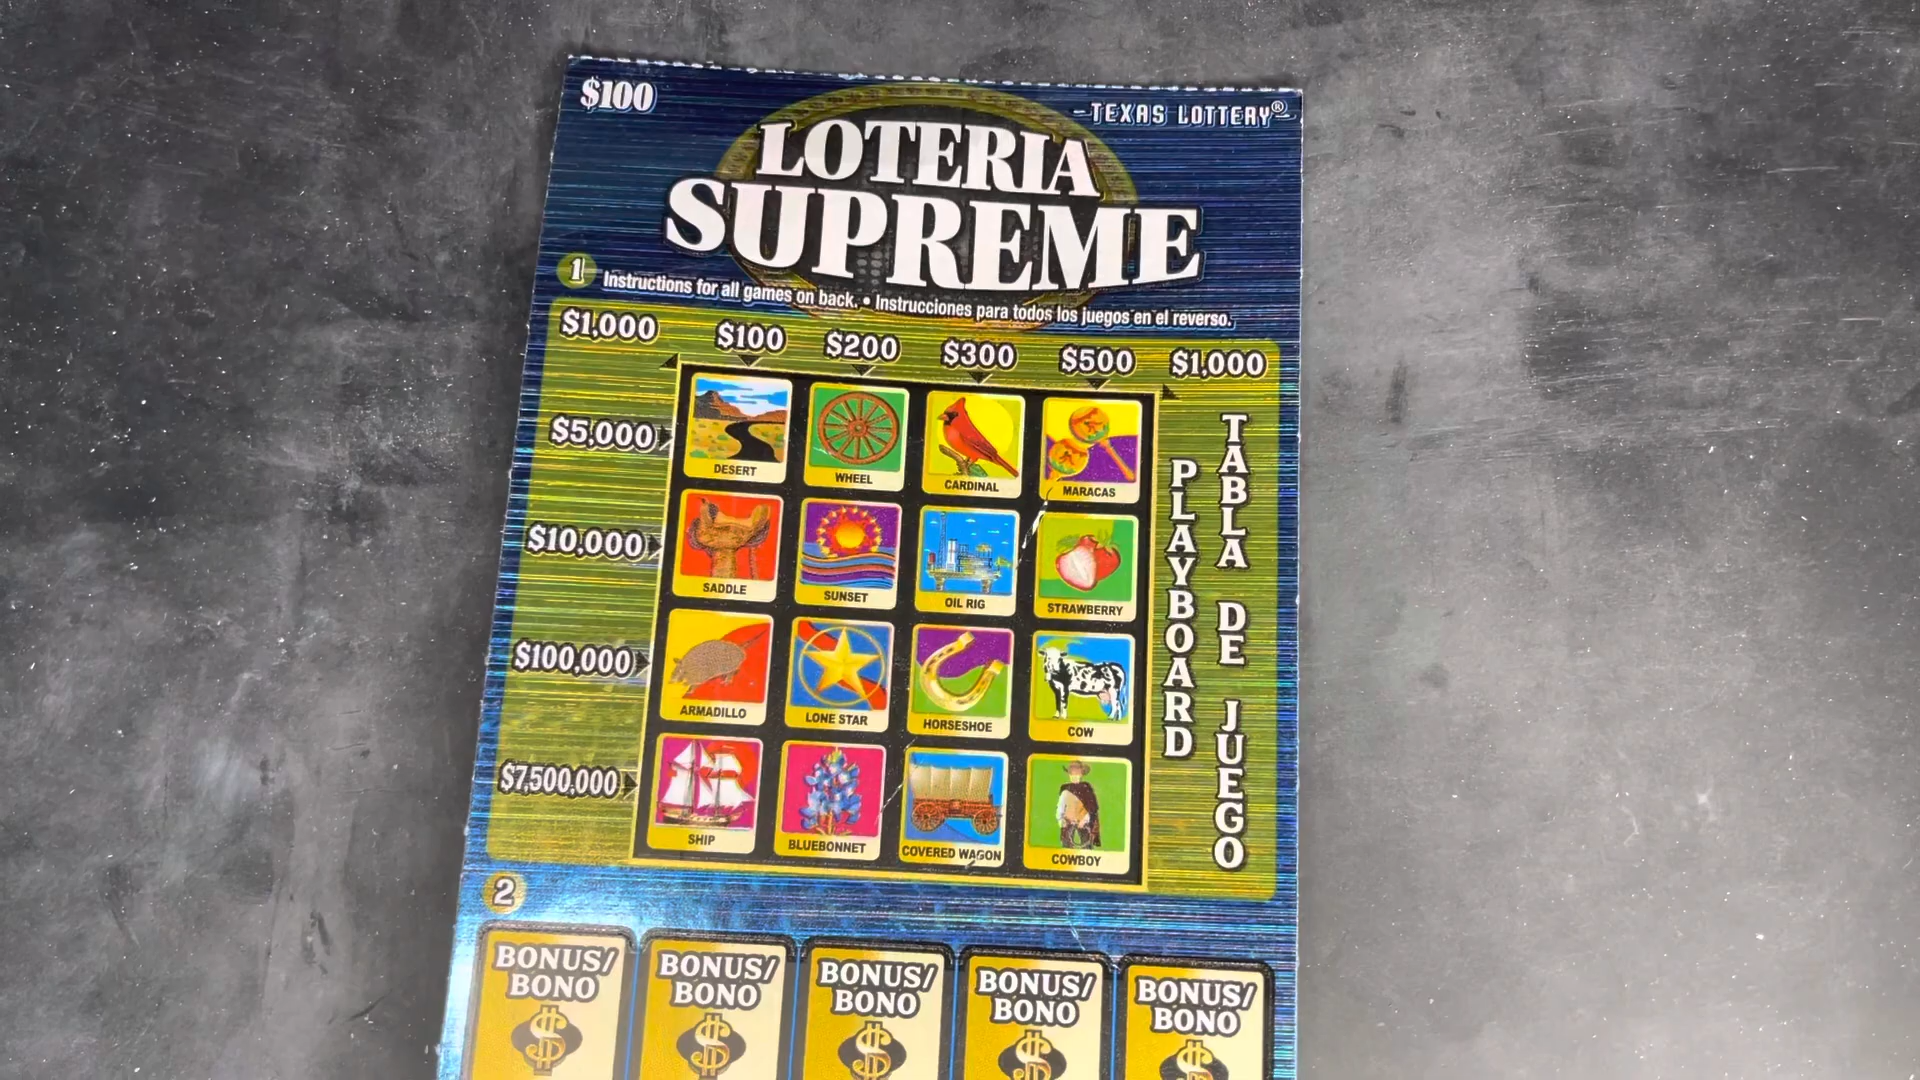 $100
TEXAS LOTTERY®
LOTERIA
SUPREME
1
Instructions for all games on back. • Instrucciones para todos los juegos en el reverso.
$1,000 $100 $200 $300 $500 $1,000
$5,000
DESERT WHEEL CARDINAL MARACAS
$10,000
SADDLE SUNSET OIL RIG STRAWBERRY
$100,000
ARMADILLO LONE STAR HORSESHOE COW
$7,500,000
SHIP BLUEBONNET COVERED WAGON COWBOY
PLAYBOARD
TABLA DE JUEGO
2
BONUS/
BONO
$
BONUS/
BONO
$
BONUS/
BONO
$
BONUS/
BONO
$
BONUS/
BONO
$